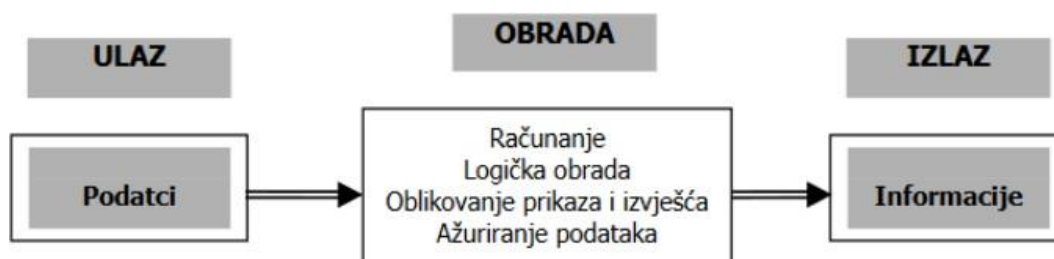 ULAZ
OBRADA
IZLAZ
Podatci
Računanje
Logička obrada
Oblikovanje prikaza i izvješća
Ažuriranje podataka
Informacije